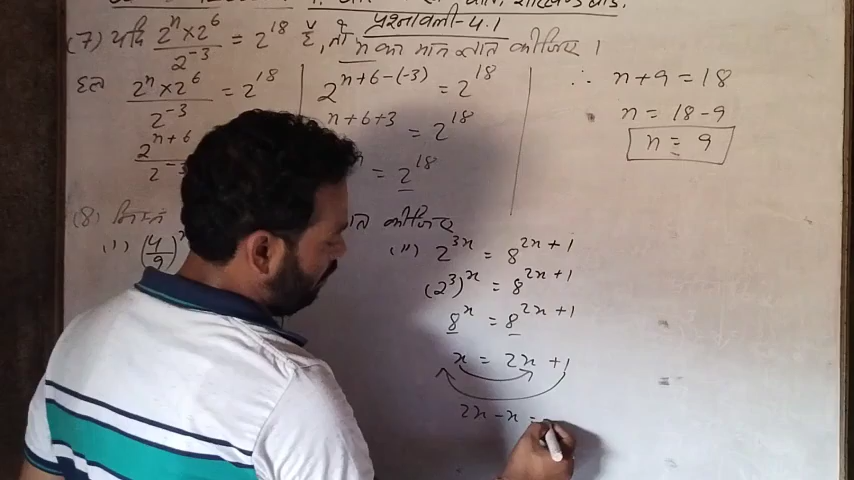 प्रश्नावली-4.1
(7) यदि 2^n × 2^6 / 2^-3 = 2^18 है, तो n का मान ज्ञात कीजिए ।
हल 2^n × 2^6 / 2^-3 = 2^18
2^n+6 / 2^-3
2^n+6-(-3) = 2^18
n+6+3 = 2^18
= 2^18
∴ n+9 = 18
n = 18-9
n = 9
(8) कीजिए
(i) (4/9)
(ii) 2^3x = 8^2x+1
(2^3)^x = 8^2x+1
8^x = 8^2x+1
x = 2x+1
2x-x =